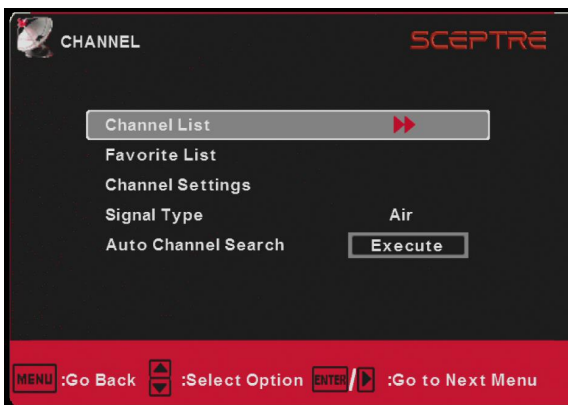 CHANNEL SCEPTRE
Channel List
Favorite List
Channel Settings
Signal Type Air
Auto Channel Search Execute
MENU :Go Back :Select Option ENTER / :Go to Next Menu